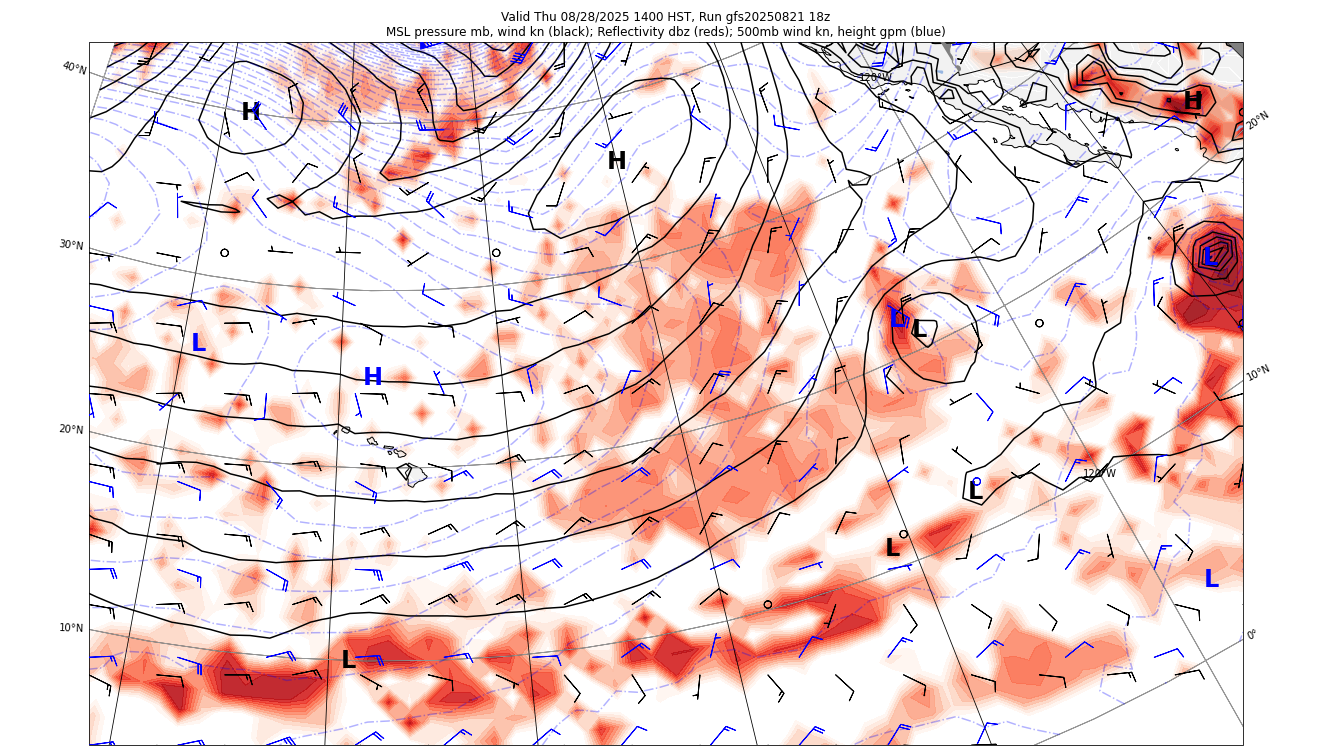 Valid Thu 08/28/2025 1400 HST, Run gfs20250821 18z
MSL pressure mb, wind kn (black); Reflectivity dbz (reds); 500mb wind kn, height gpm (blue)
40°N
120°W
H
H
20°N
H
30°N
L
L
L
L
H
10°N
20°N
120°W
L
L
L
10°N
0°
L